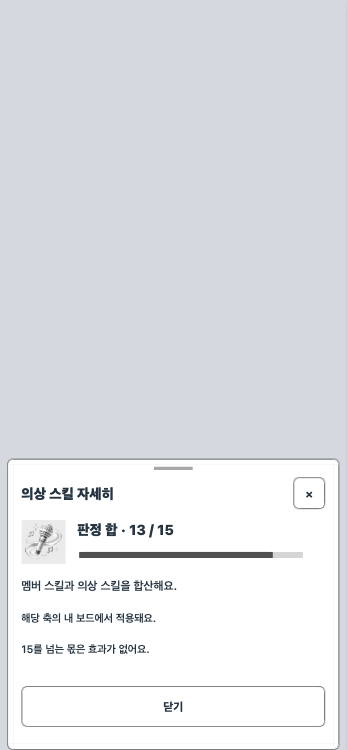 의상 스킬 자세히
×
판정 합 · 13 / 15
멤버 스킬과 의상 스킬을 합산해요.
해당 축의 내 보드에서 적용돼요.
15를 넘는 몫은 효과가 없어요.
닫기